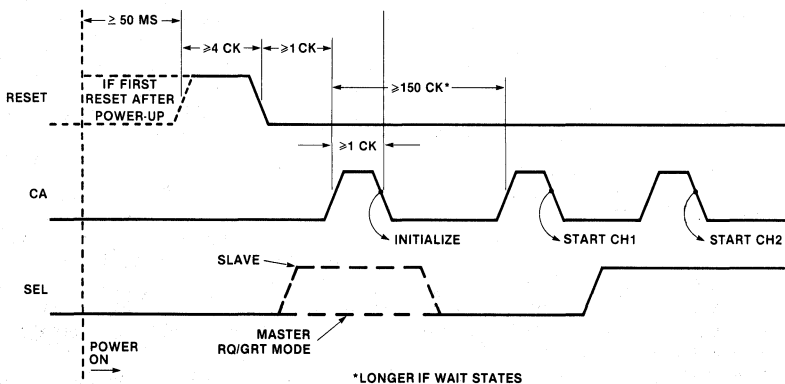 ≥ 50 MS
≥4 CK
≥1 CK
IF FIRST
RESET AFTER
POWER-UP
RESET
≥150 CK*
≥1 CK
CA
INITIALIZE
START CH1
START CH2
SLAVE
SEL
MASTER
RQ/GRT MODE
POWER
ON
*LONGER IF WAIT STATES